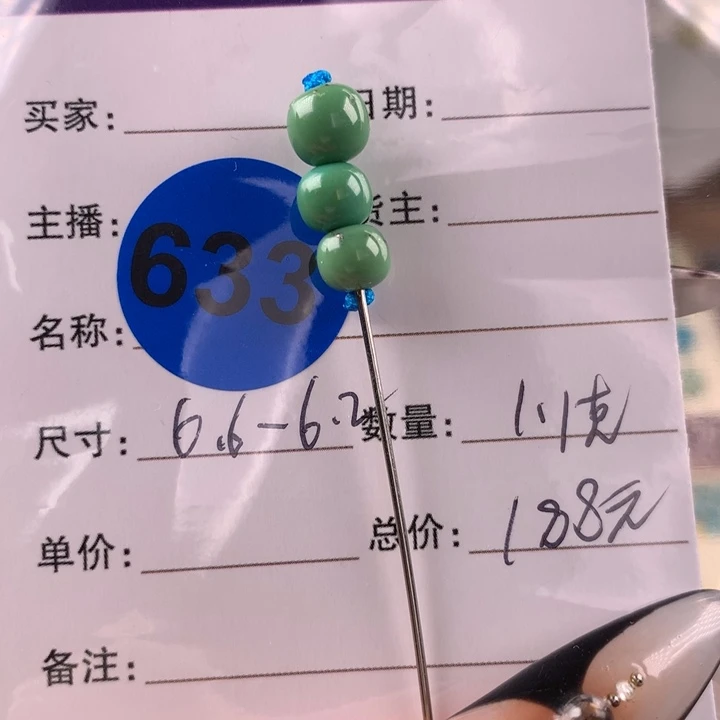 买家: 日期:
主播: 货主:
633
名称:
尺寸: 6.6-6.2 数量: 1.1克
单价: 总价: 188元
备注: